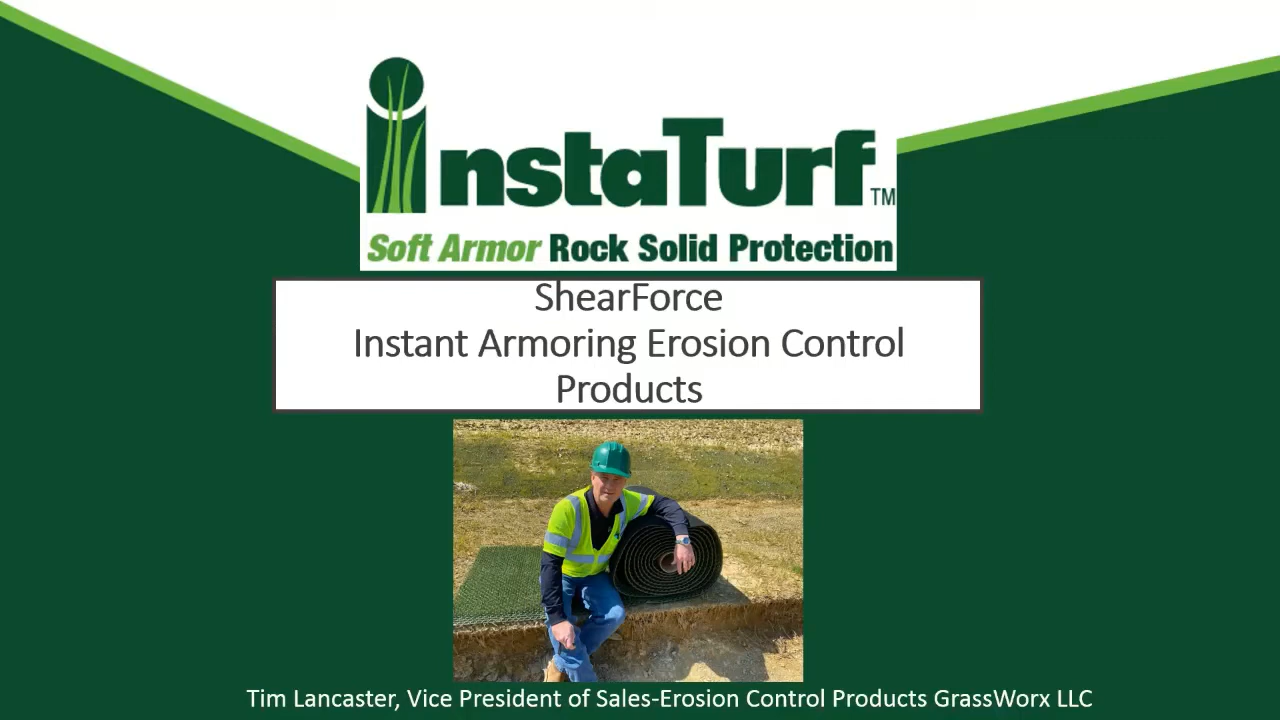 InstaTurf™
Soft Armor Rock Solid Protection
ShearForce
Instant Armoring Erosion Control
Products
Tim Lancaster, Vice President of Sales-Erosion Control Products GrassWorx LLC